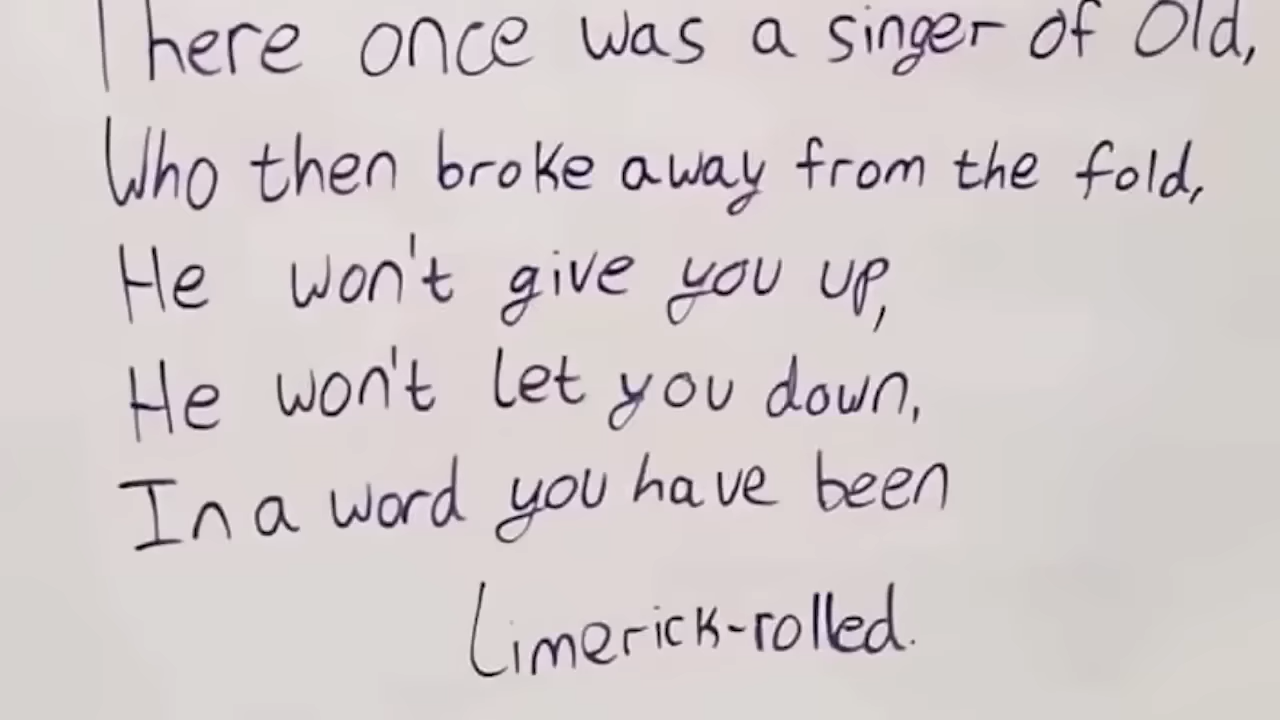 There once was a singer of Old,
Who then broke away from the fold,
He won't give you up,
He won't let you down,
In a word you have been
Limerick-rolled.